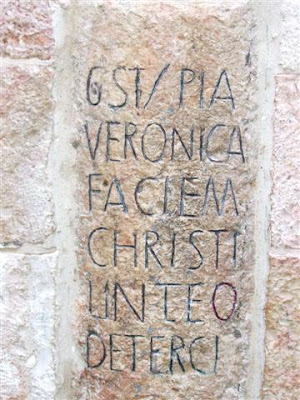 6 ST/ PIA
VERONICA
FACIEM
CHRISTI
LINTEO
DETERCI